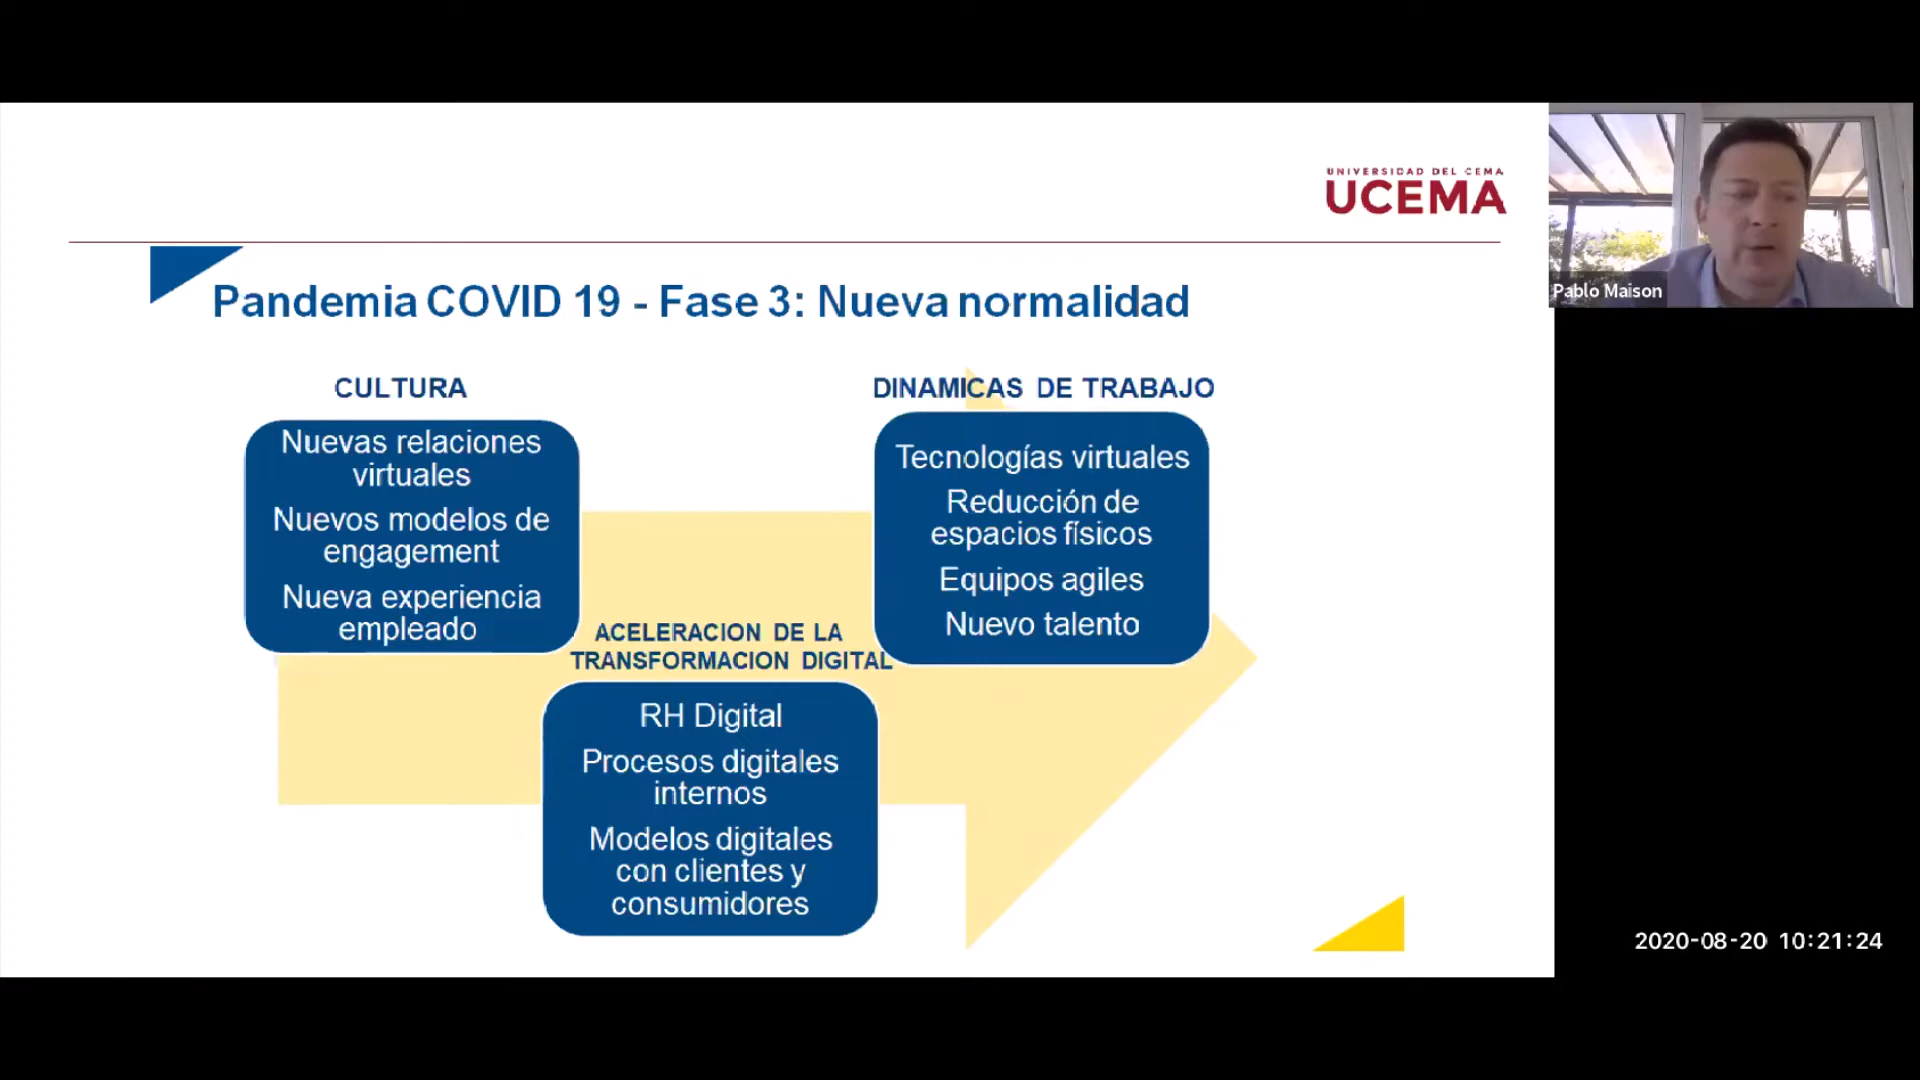 UNIVERSIDAD DEL CEMA
UCEMA
Pablo Maison
Pandemia COVID 19 - Fase 3: Nueva normalidad
CULTURA
Nuevas relaciones
virtuales
Nuevos modelos de
engagement
Nueva experiencia
empleado
ACELERACION DE LA
TRANSFORMACION DIGITAL
RH Digital
Procesos digitales
internos
Modelos digitales
con clientes y
consumidores
DINAMICAS DE TRABAJO
Tecnologías virtuales
Reducción de
espacios físicos
Equipos agiles
Nuevo talento
2020-08-20 10:21:24